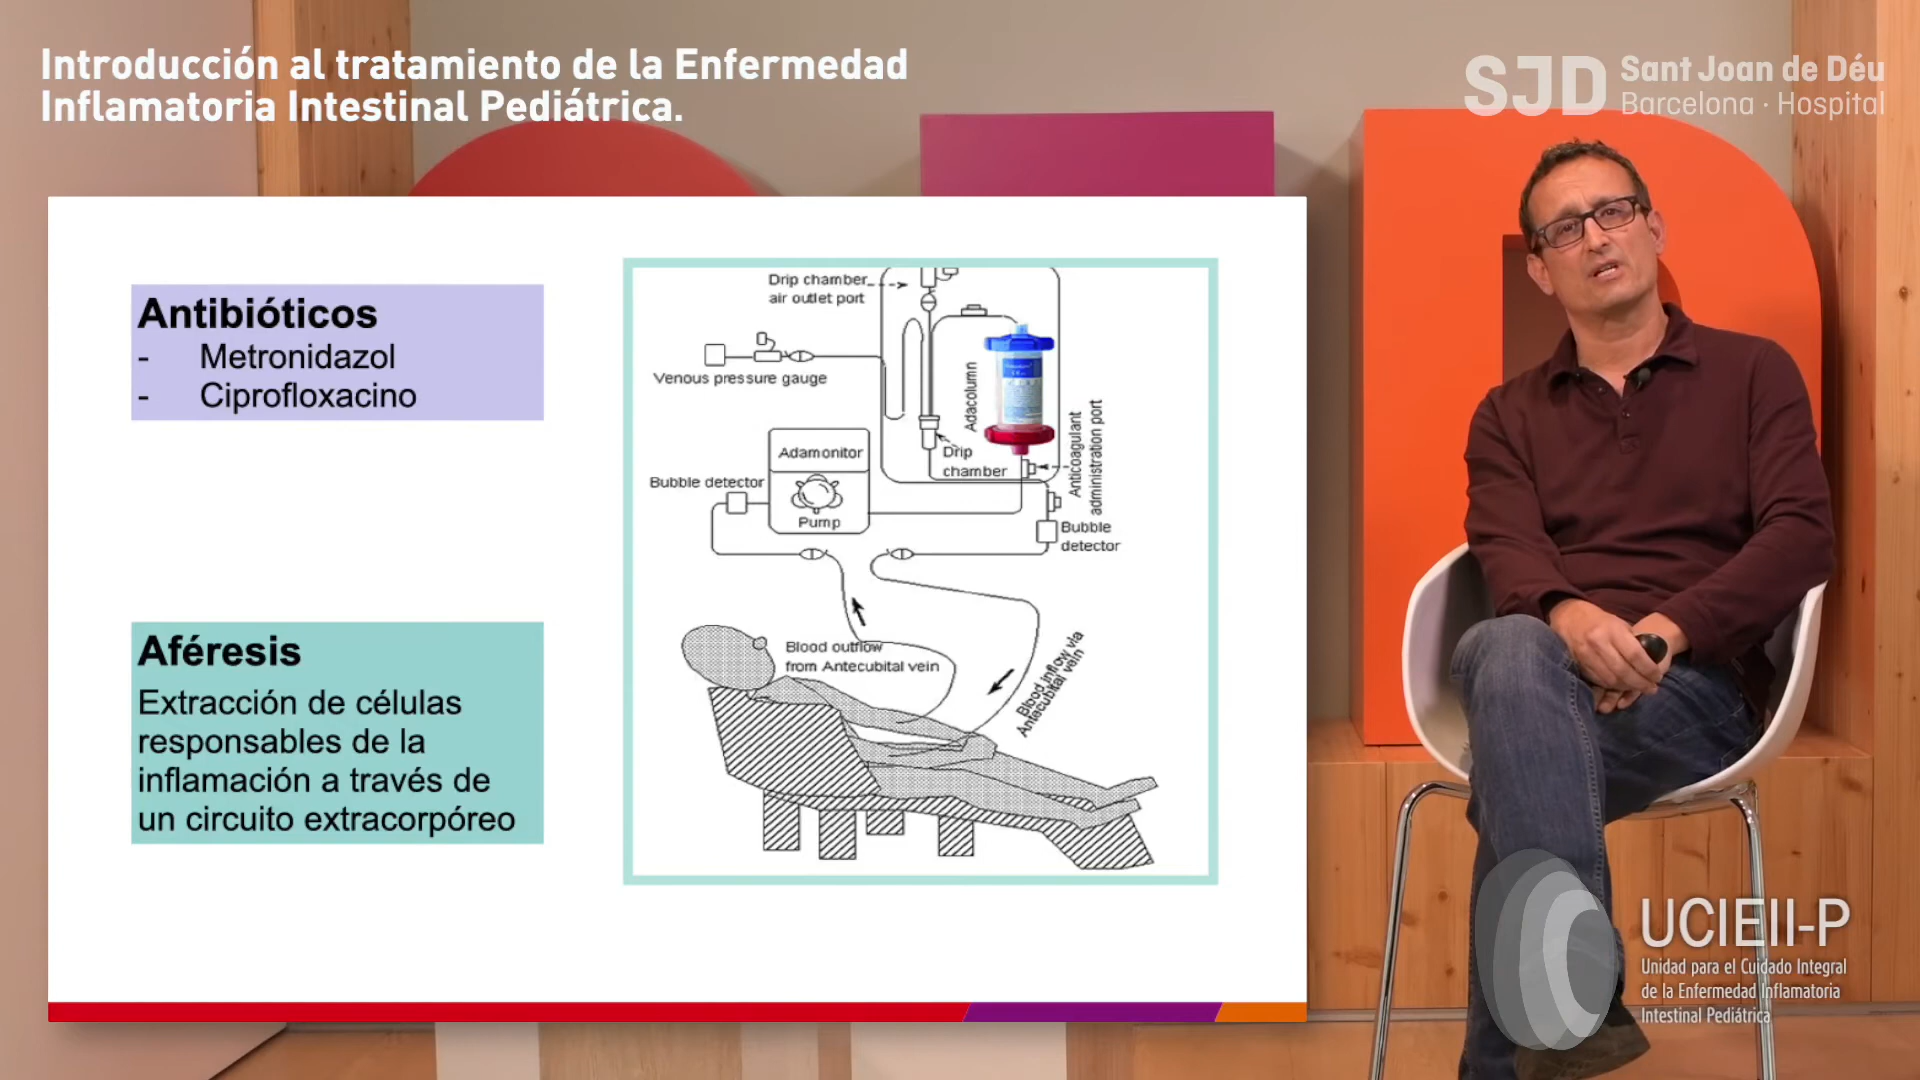 Introducción al tratamiento de la Enfermedad
Inflamatoria Intestinal Pediátrica.
SJD
Sant Joan de Déu
Barcelona · Hospital
Antibióticos
- Metronidazol
- Ciprofloxacino
Aféresis
Extracción de células
responsables de la
inflamación a través de
un circuito extracorpóreo
Drip chamber
air outlet port
Venous pressure gauge
Adacolumn
Anticoagulant
administration port
Drip
chamber
Adamonitor
Bubble detector
Pump
Bubble
detector
Blood outflow
from Antecubital vein
Blood inflow via
Antecubital vein
UCIEII-P
Unidad para el Cuidado Integral
de la Enfermedad Inflamatoria
Intestinal Pediátrica